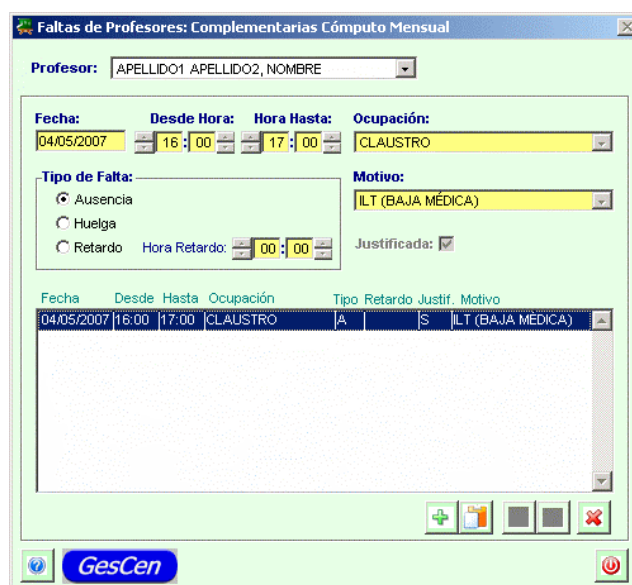 Faltas de Profesores: Complementarias Cómputo Mensual
Profesor: APELLIDO1 APELLIDO2, NOMBRE
Fecha: Desde Hora: Hora Hasta: Ocupación:
04/05/2007 16:00 17:00 CLAUSTRO
Tipo de Falta: Motivo:
Ausencia ILT (BAJA MÉDICA)
Huelga
Retardo Hora Retardo: 00:00 Justificada:
Fecha Desde Hasta Ocupación Tipo Retardo Justif. Motivo
04/05/2007 16:00 17:00 CLAUSTRO A S ILT (BAJA MÉDICA)
GesCen